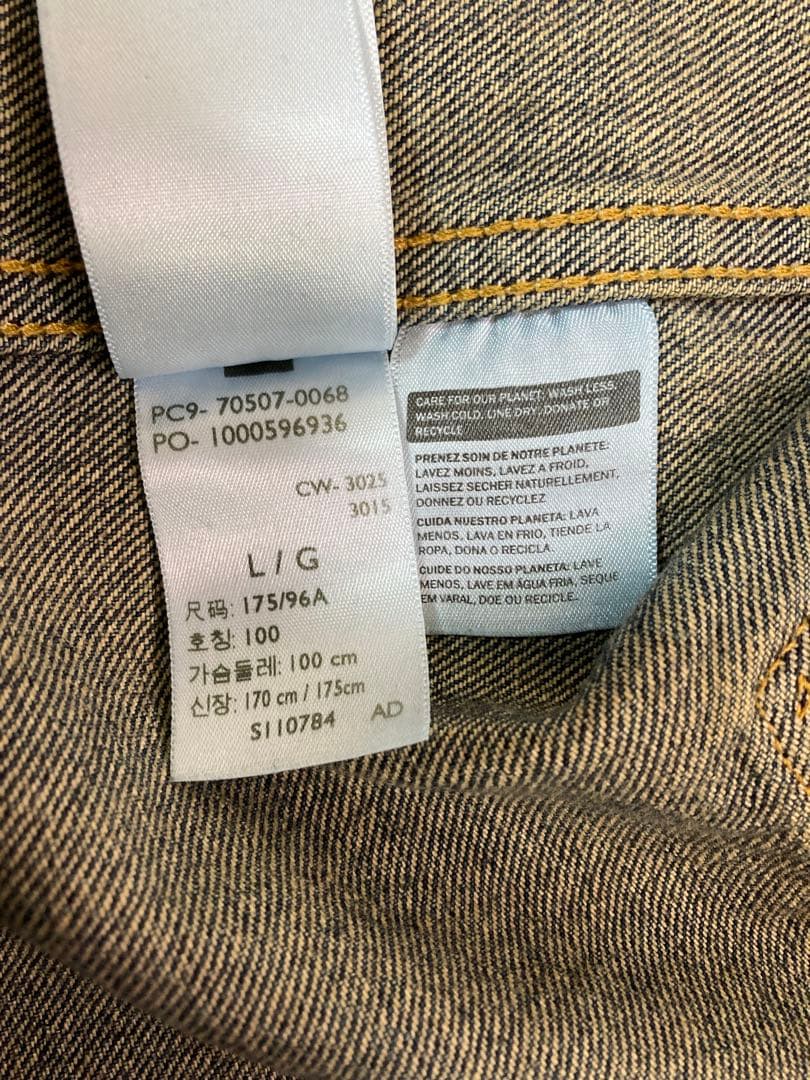 PC9- 70507-0068
PO- 1000596936
CW- 3025
3015
L / G
尺码: 175/96A
호칭: 100
가슴둘레: 100 cm
신장: 170 cm / 175cm
S110784 AD
CARE FOR OUR PLANET: WASH LESS,
WASH COLD, LINE DRY, DONATE OR
RECYCLE
PRENEZ SOIN DE NOTRE PLANETE:
LAVEZ MOINS, LAVEZ A FROID,
LAISSEZ SECHER NATURELLEMENT,
DONNEZ OU RECYCLEZ
CUIDA NUESTRO PLANETA: LAVA
MENOS, LAVA EN FRIO, TIENDE LA
ROPA, DONA O RECICLA
CUIDE DO NOSSO PLANETA: LAVE
MENOS, LAVE EM ÁGUA FRIA, SEQUE
EM VARAL, DOE OU RECICLE.